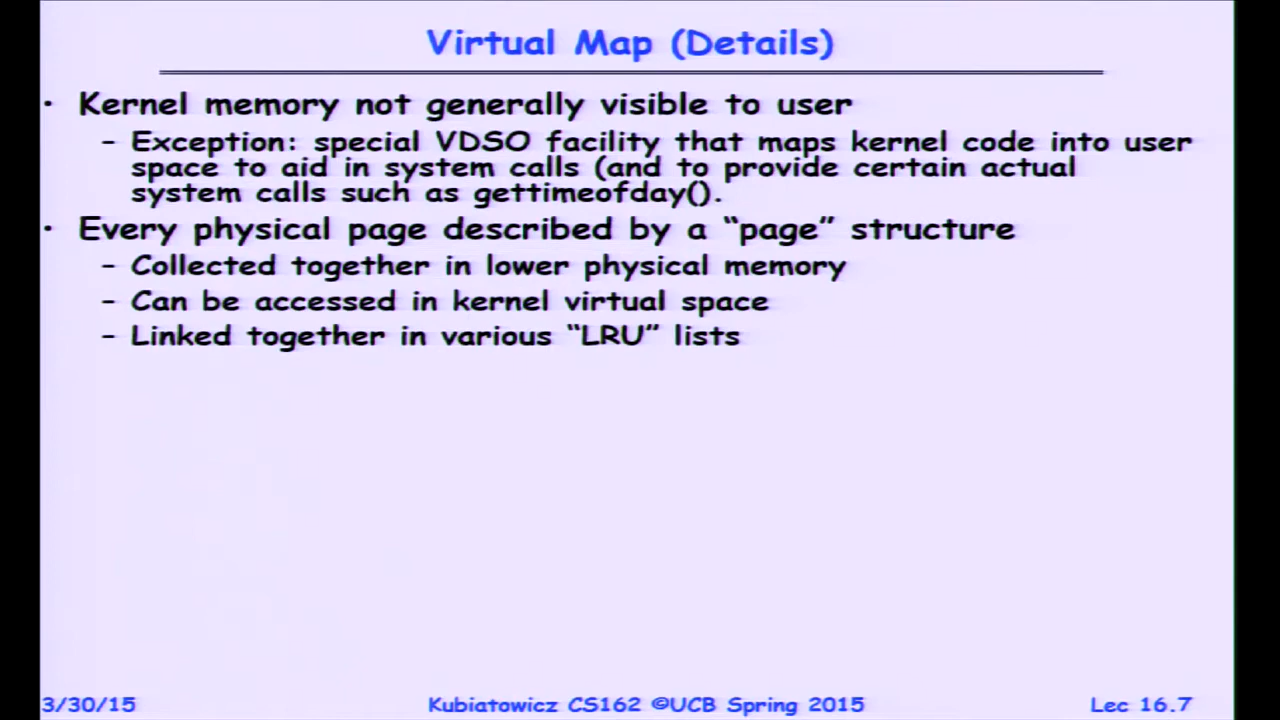 Virtual Map (Details)
• Kernel memory not generally visible to user
– Exception: special VDSO facility that maps kernel code into user
space to aid in system calls (and to provide certain actual
system calls such as gettimeofday().
• Every physical page described by a “page” structure
– Collected together in lower physical memory
– Can be accessed in kernel virtual space
– Linked together in various “LRU” lists
3/30/15
Kubiatowicz CS162 ©UCB Spring 2015
Lec 16.7